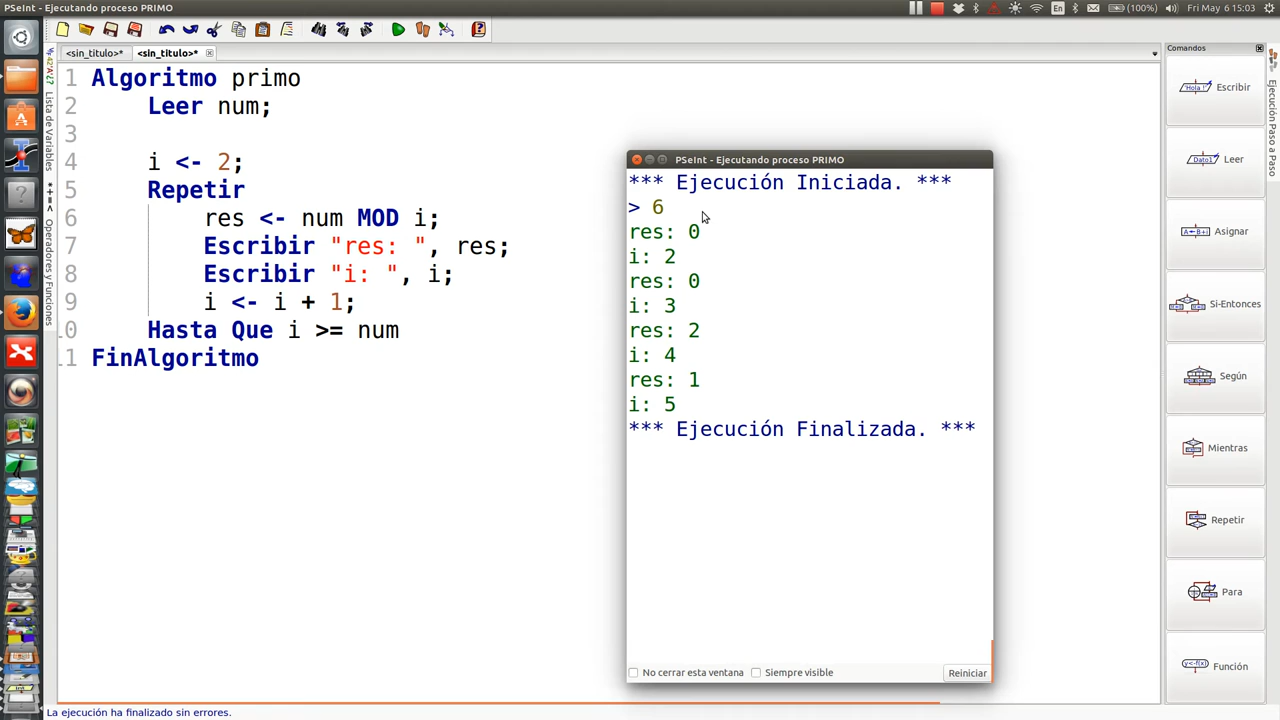 PSeInt - Ejecutando proceso PRIMO
En
(100%)
Fri May 6 15:03
<sin_titulo>*
<sin_titulo>*
Comandos
1 Algoritmo primo
2 Leer num;
3
4 i <- 2;
5 Repetir
6 res <- num MOD i;
7 Escribir "res: ", res;
8 Escribir "i: ", i;
9 i <- i + 1;
10 Hasta Que i >= num
11 FinAlgoritmo
Lista de Variables
*+=< Operadores y Funciones
PSeInt - Ejecutando proceso PRIMO
*** Ejecución Iniciada. ***
> 6
res: 0
i: 2
res: 0
i: 3
res: 2
i: 4
res: 1
i: 5
*** Ejecución Finalizada. ***
No cerrar esta ventana
Siempre visible
Reiniciar
Escribir
Leer
Asignar
Si-Entonces
Según
Mientras
Repetir
Para
Función
Ejecución Paso a Paso
La ejecución ha finalizado sin errores.